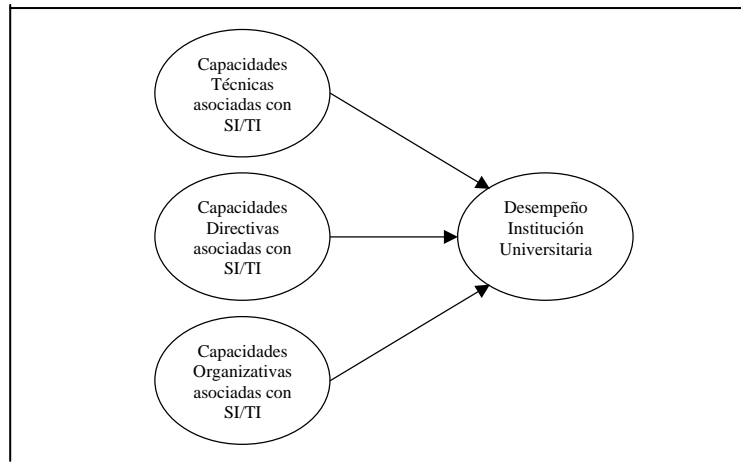 Capacidades
Técnicas
asociadas con
SI/TI
Capacidades
Directivas
asociadas con
SI/TI
Desempeño
Institución
Universitaria
Capacidades
Organizativas
asociadas con
SI/TI